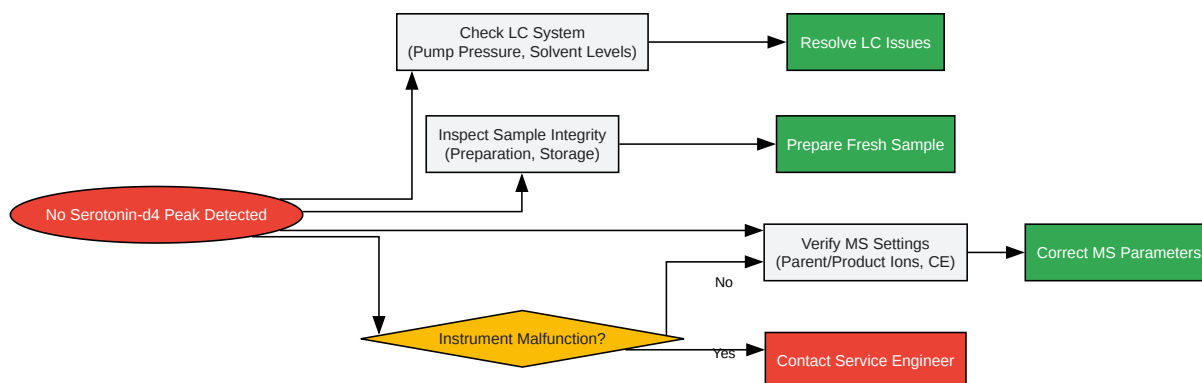 Check LC System
(Pump Pressure, Solvent Levels)
Resolve LC Issues
Inspect Sample Integrity
(Preparation, Storage)
Prepare Fresh Sample
No Serotonin-d4 Peak Detected
Verify MS Settings
(Parent/Product Ions, CE)
Correct MS Parameters
No
Instrument Malfunction?
Yes
Contact Service Engineer